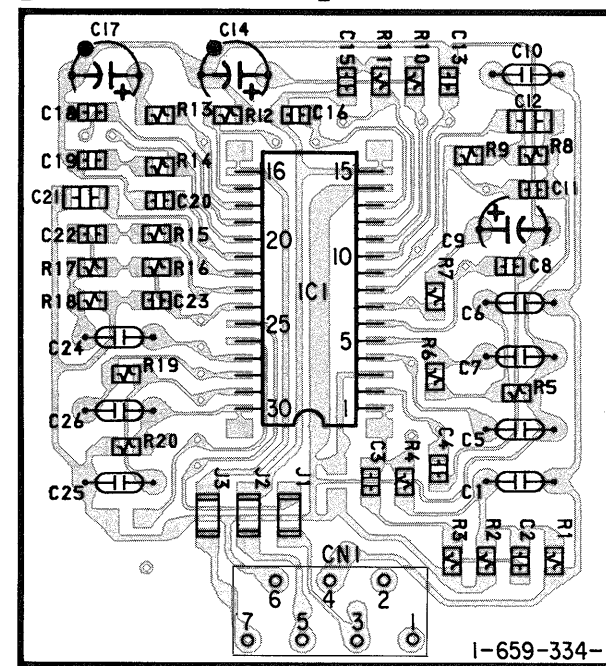 C17 C14 C15 R11 R10 C13 C10
C18 R13 R12 C16 C12
C19 R14 R9 R8
C21 C20 16 15 C11
C22 R15 20 10 C9 C8
R17 R16 IC1 R7
R18 C23 C6
C24 25 5
R19 R6 C7
R5
C26 30 1 C5
R20
C25 J3 J2 J1 C3 R4 C4 C1
R3 R2 C2 R1
CN1
6 4 2
7 5 3 1
1-659-334-